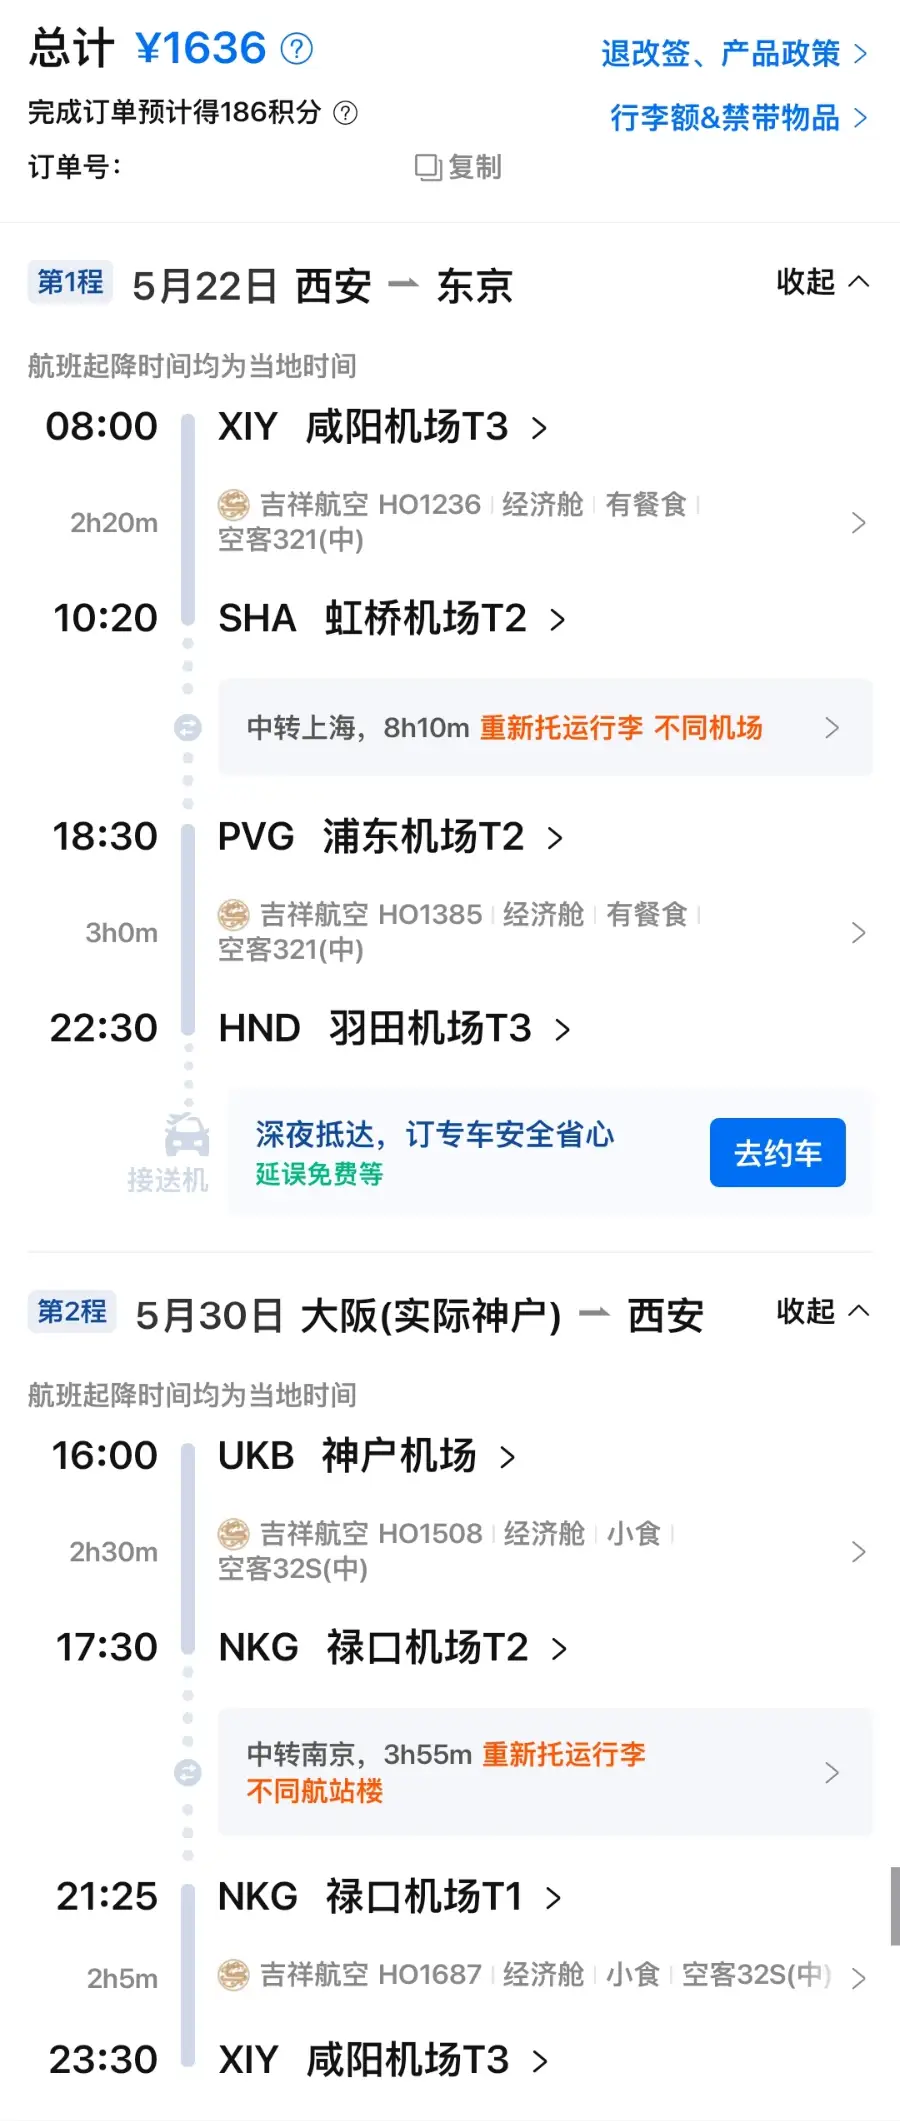 总计 ¥1636
退改签、产品政策
完成订单预计得186积分
行李额&禁带物品
订单号：
复制
第1程 5月22日 西安 东京 收起
航班起降时间均为当地时间
08:00 XIY 咸阳机场T3
吉祥航空 HO1236 经济舱 有餐食
2h20m
空客321(中)
10:20 SHA 虹桥机场T2
中转上海，8h10m 重新托运行李 不同机场
18:30 PVG 浦东机场T2
吉祥航空 HO1385 经济舱 有餐食
3h0m
空客321(中)
22:30 HND 羽田机场T3
深夜抵达，订专车安全省心
去约车
延误免费等
接送机
第2程 5月30日 大阪(实际神户) 西安 收起
航班起降时间均为当地时间
16:00 UKB 神户机场
吉祥航空 HO1508 经济舱 小食
2h30m
空客32S(中)
17:30 NKG 禄口机场T2
中转南京，3h55m 重新托运行李
不同航站楼
21:25 NKG 禄口机场T1
2h5m 吉祥航空 HO1687 经济舱 小食 空客32S(中)
23:30 XIY 咸阳机场T3